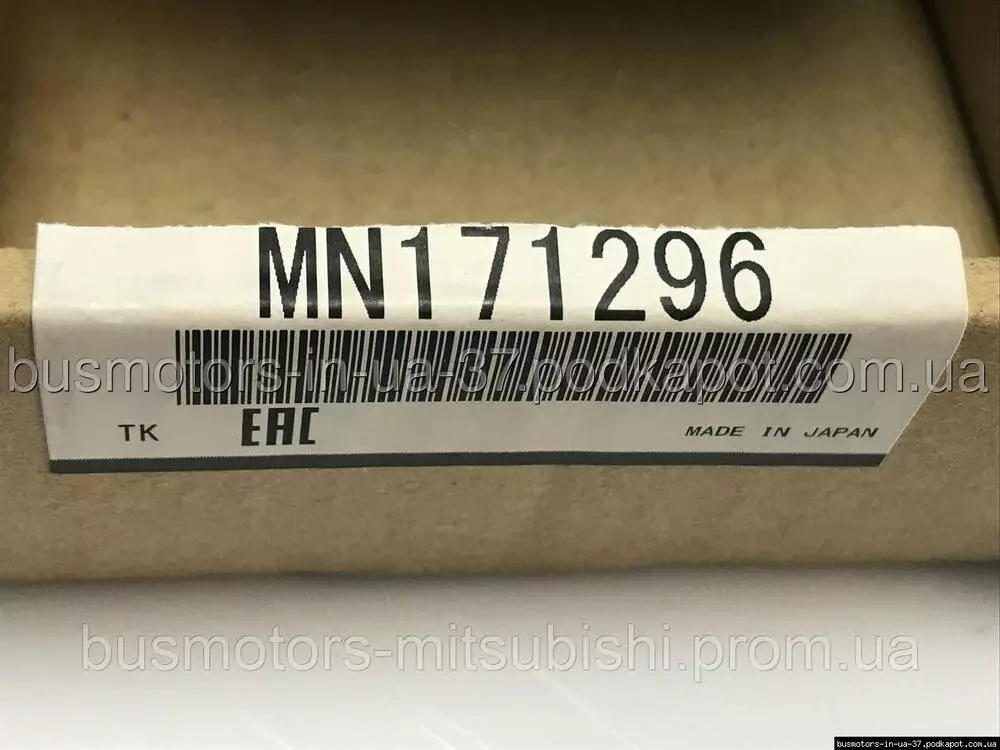 MN171296
busmotors-in-ua-37.podkapot.com.ua
TK EAC MADE IN JAPAN
busmotors-mitsubishi.prom.ua
busmotors-in-ua-37.podkapot.com.ua